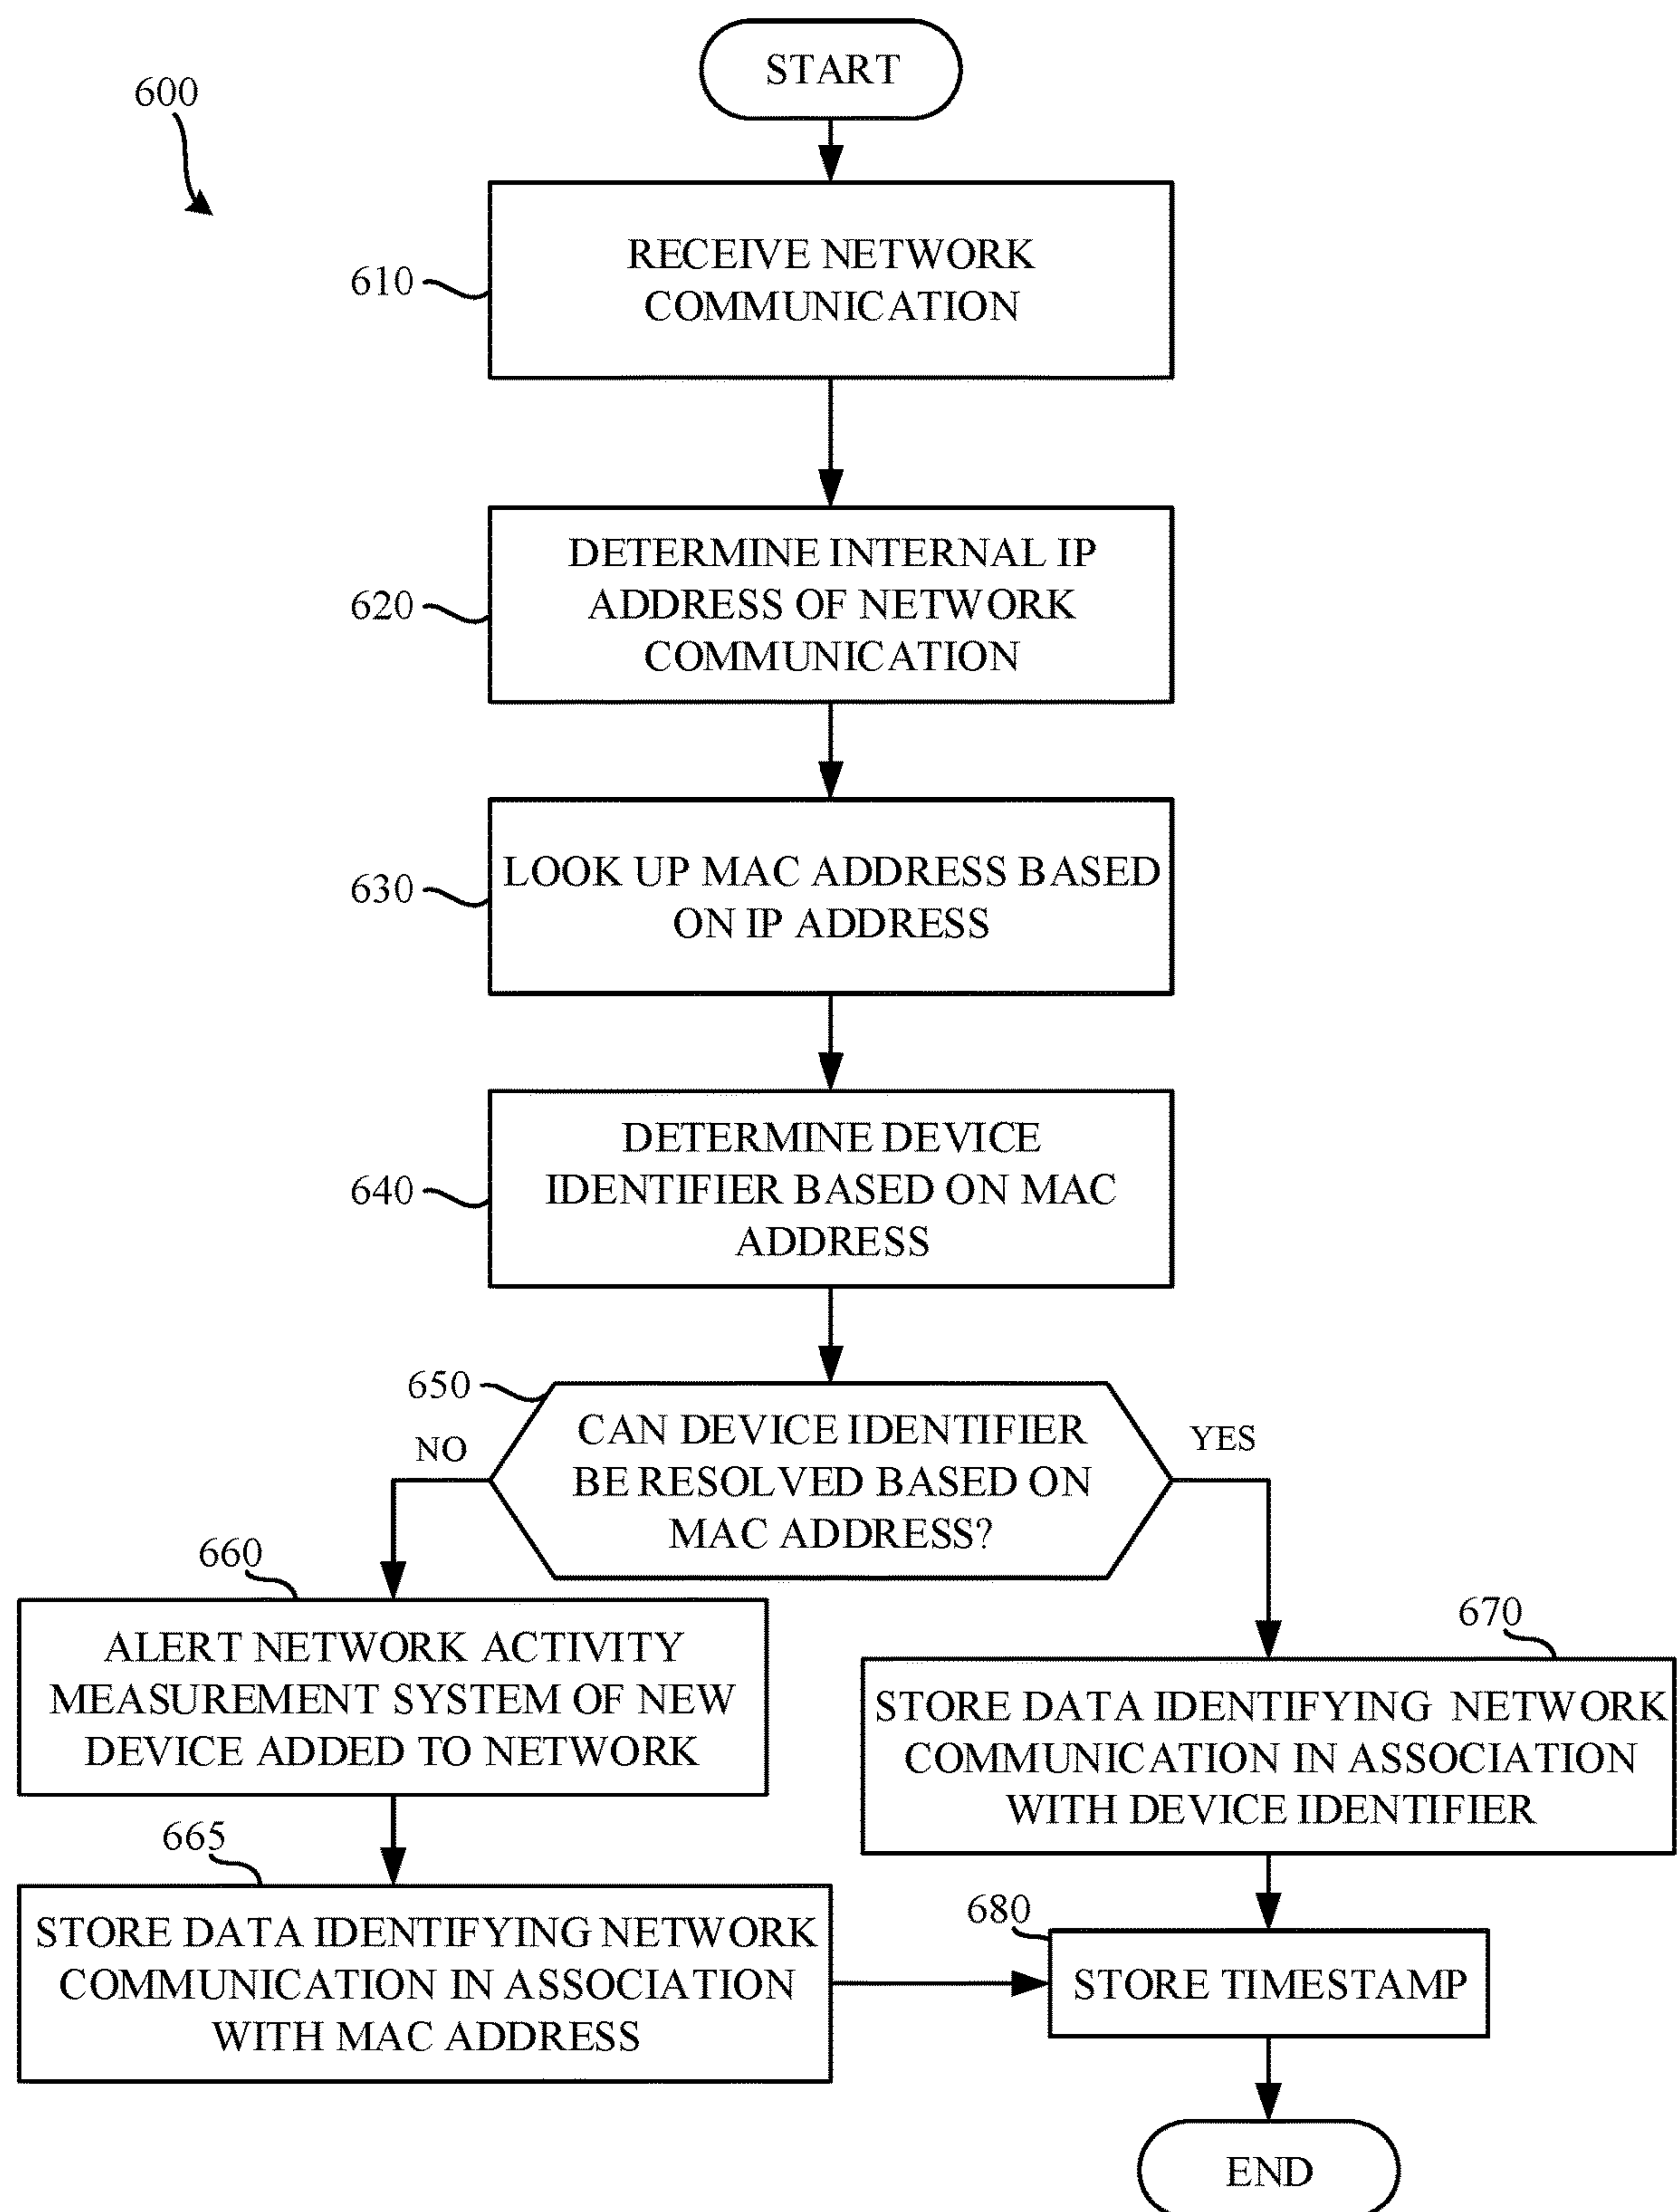 START
600
RECEIVE NETWORK
COMMUNICATION
610
DETERMINE INTERNAL IP
ADDRESS OF NETWORK
COMMUNICATION
620
LOOK UP MAC ADDRESS BASED
ON IP ADDRESS
630
DETERMINE DEVICE
IDENTIFIER BASED ON MAC
ADDRESS
640
650
CAN DEVICE IDENTIFIER
BE RESOLVED BASED ON
MAC ADDRESS?
NO
YES
660
ALERT NETWORK ACTIVITY
MEASUREMENT SYSTEM OF NEW
DEVICE ADDED TO NETWORK
670
STORE DATA IDENTIFYING NETWORK
COMMUNICATION IN ASSOCIATION
WITH DEVICE IDENTIFIER
665
STORE DATA IDENTIFYING NETWORK
COMMUNICATION IN ASSOCIATION
WITH MAC ADDRESS
680
STORE TIMESTAMP
END